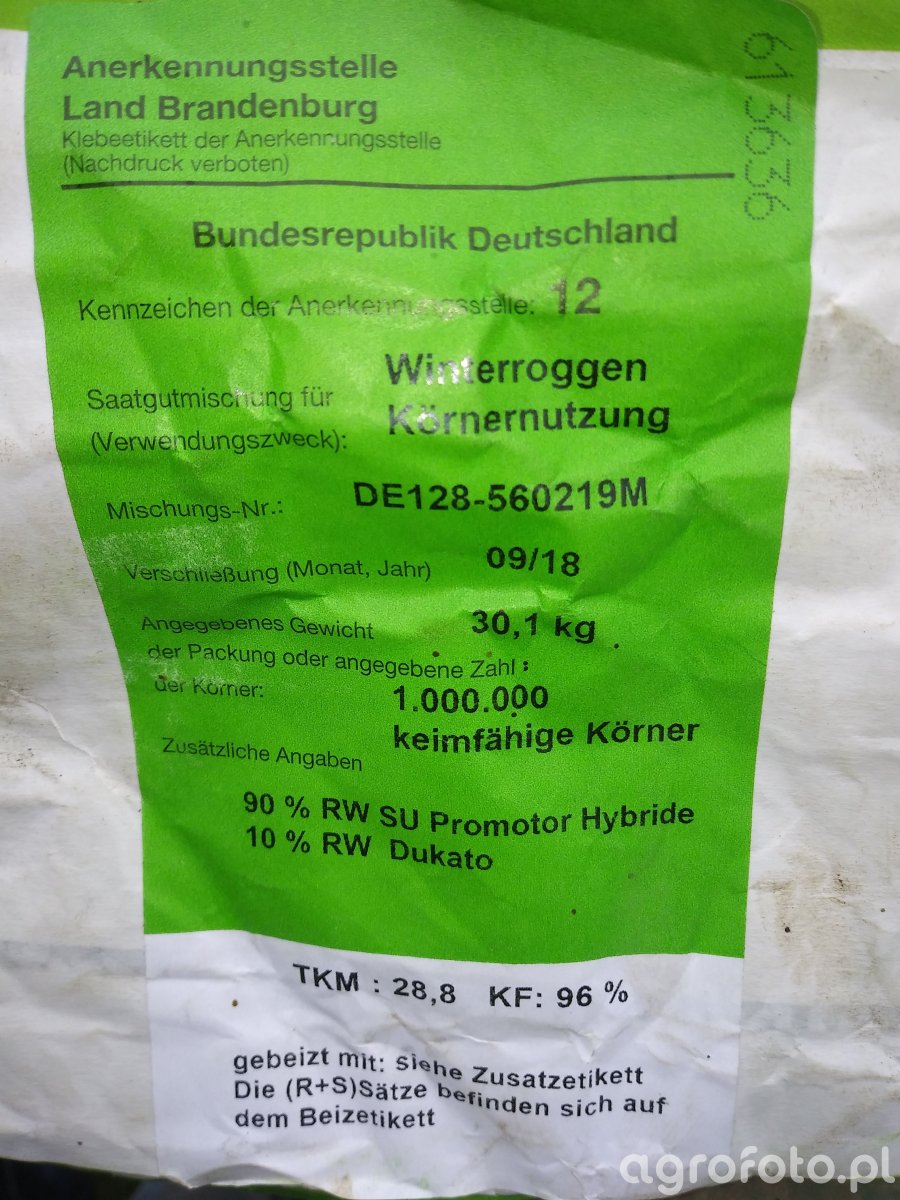 Anerkennungsstelle
Land Brandenburg
Klebeetikett der Anerkennungsstelle
(Nachdruck verboten)
613636
Bundesrepublik Deutschland
Kennzeichen der Anerkennungsstelle: 12
Saatgutmischung für Winterroggen
(Verwendungszweck): Körnernutzung
Mischungs-Nr.: DE128-560219M
Verschließung (Monat, Jahr) 09/18
Angegebenes Gewicht 30,1 kg
der Packung oder angegebene Zahl :
der Körner: 1.000.000
keimfähige Körner
Zusätzliche Angaben
90 % RW SU Promotor Hybride
10 % RW Dukato
TKM : 28,8 KF: 96 %
gebeizt mit: siehe Zusatzetikett
Die (R+S)Sätze befinden sich auf
dem Beizetikett
agrofoto.pl